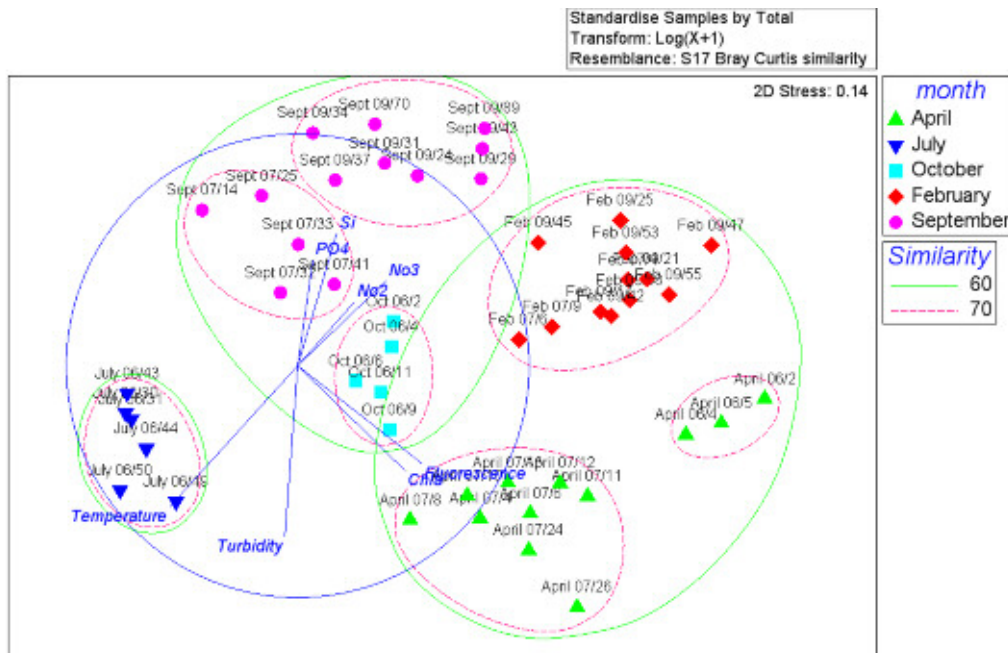 Standardise Samples by Total
Transform: Log(X+1)
Resemblance: S17 Bray Curtis similarity
2D Stress: 0.14
month
April
July
October
February
September
Similarity
60
70
Sept 09/34
Sept 09/70
Sept 09/89
Sept 09/43
Sept 09/31
Sept 09/37
Sept 09/24
Sept 09/29
Sept 07/25
Sept 07/14
Sept 07/33
Si
PO4
Sept 07/41
No3
No2
Oct 06/2
Oct 06/4
Oct 06/6
Oct 06/11
Oct 06/9
Feb 09/25
Feb 09/45
Feb 09/47
Feb 09/53
Feb 09/55
Feb 07/9
Feb 07/6
April 06/2
April 06/5
April 06/4
July 06/43
July 06/44
July 06/50
July 06/49
Temperature
Turbidity
Fluorescence
April 07/12
April 07/11
April 07/8
April 07/6
April 07/24
April 07/26